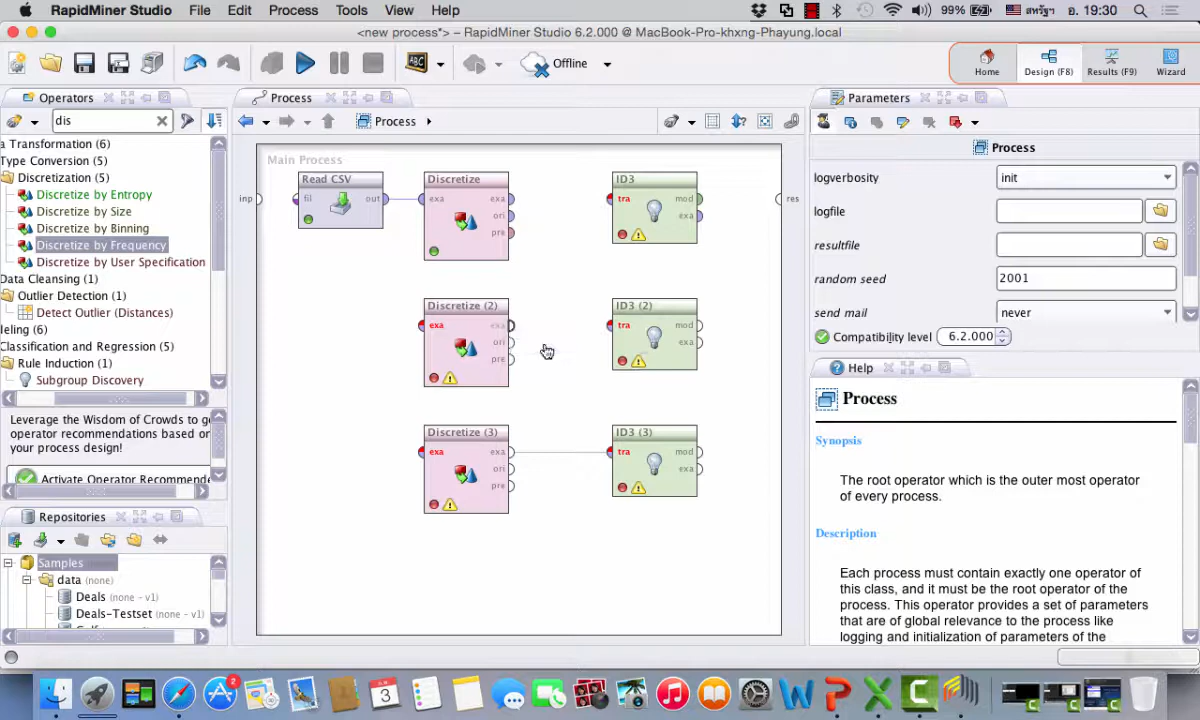 RapidMiner Studio File Edit Process Tools View Help 99% สหรัฐฯ อ. 19:30
<new process*> – RapidMiner Studio 6.2.000 @ MacBook-Pro-khxng-Phayung.local
ABC Offline Home Design (F8) Results (F9) Wizard
Operators
dis
a Transformation (6)
Type Conversion (5)
Discretization (5)
Discretize by Entropy
Discretize by Size
Discretize by Binning
Discretize by Frequency
Discretize by User Specification
Data Cleansing (1)
Outlier Detection (1)
Detect Outlier (Distances)
leling (6)
Classification and Regression (5)
Rule Induction (1)
Subgroup Discovery
Leverage the Wisdom of Crowds to g
operator recommendations based on
your process design!
Activate Operator Recommend
Repositories
Samples
data (none)
Deals (none - v1)
Deals-Testset (none - v1)
Process
Process
Main Process
inp
res
Read CSV
fil out
Discretize
exa exa
ori
pre
ID3
tra mod
exa
Discretize (2)
exa exa
ori
pre
ID3 (2)
tra mod
exa
Discretize (3)
exa exa
ori
pre
ID3 (3)
tra mod
exa
Parameters
Process
logverbosity init
logfile
resultfile
random seed 2001
send mail never
Compatibility level 6.2.000
Help
Process
Synopsis
The root operator which is the outer most operator
of every process.
Description
Each process must contain exactly one operator of
this class, and it must be the root operator of the
process. This operator provides a set of parameters
that are of global relevance to the process like
logging and initialization of parameters of the
2
3